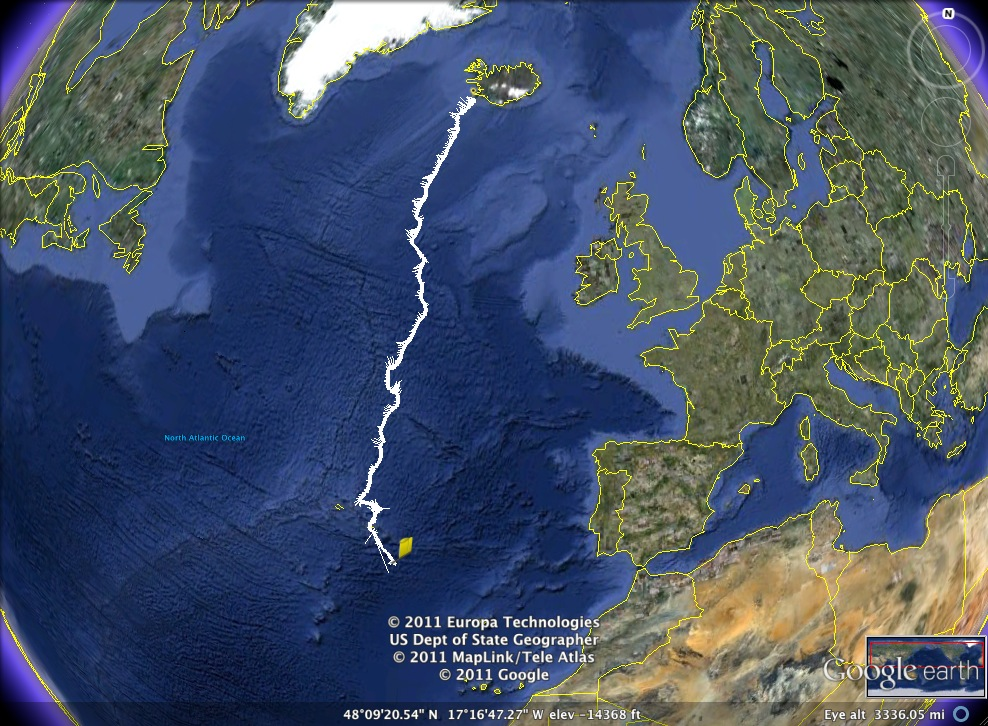 N
North Atlantic Ocean
© 2011 Europa Technologies
US Dept of State Geographer
© 2011 MapLink/Tele Atlas
© 2011 Google
Google earth
48°09'20.54" N 17°16'47.27" W elev -14368 ft
Eye alt 3336.05 mi